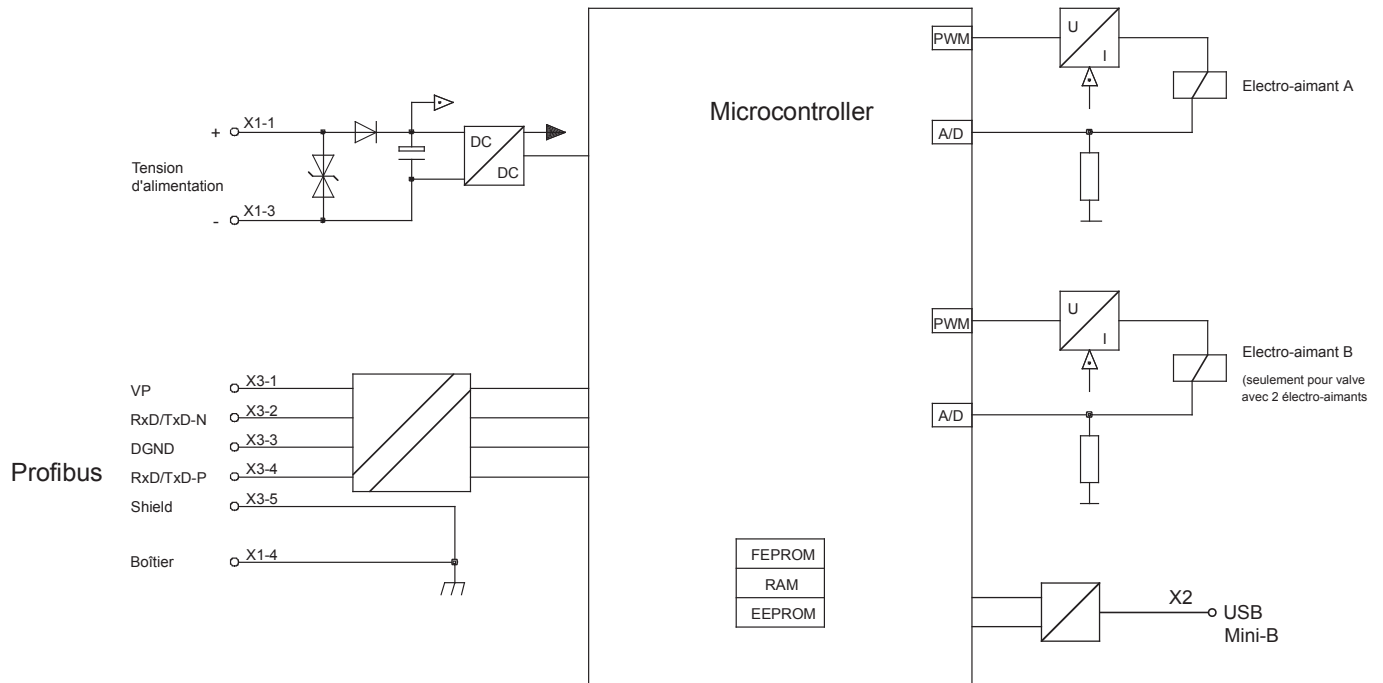 Microcontroller
+
X1-1
Tension
d'alimentation
-
X1-3
DC
DC
Profibus
VP
X3-1
RxD/TxD-N
X3-2
DGND
X3-3
RxD/TxD-P
X3-4
Shield
X3-5
Boîtier
X1-4
FEPROM
RAM
EEPROM
PWM
U
I
Electro-aimant A
A/D
PWM
U
I
Electro-aimant B
(seulement pour valve
avec 2 électro-aimants
A/D
X2
USB
Mini-B